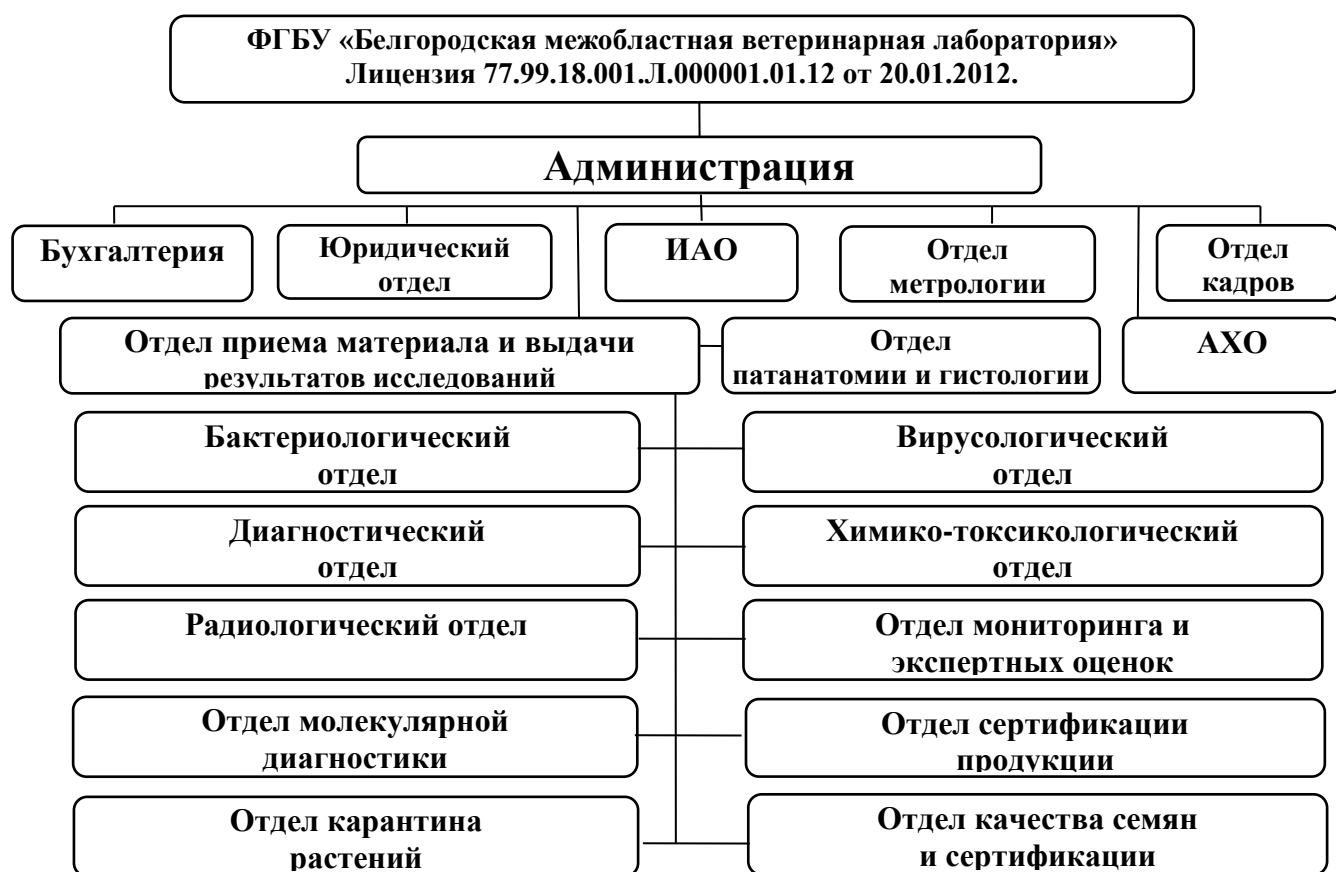 ФГБУ «Белгородская межобластная ветеринарная лаборатория»
Лицензия 77.99.18.001.Л.000001.01.12 от 20.01.2012.
Администрация
Бухгалтерия
Юридический
отдел
ИАО
Отдел
метрологии
Отдел
кадров
Отдел приема материала и выдачи
результатов исследований
Отдел
патанатомии и гистологии
АХО
Бактериологический
отдел
Вирусологический
отдел
Диагностический
отдел
Химико-токсикологический
отдел
Радиологический отдел
Отдел мониторинга и
экспертных оценок
Отдел молекулярной
диагностики
Отдел сертификации
продукции
Отдел карантина
растений
Отдел качества семян
и сертификации